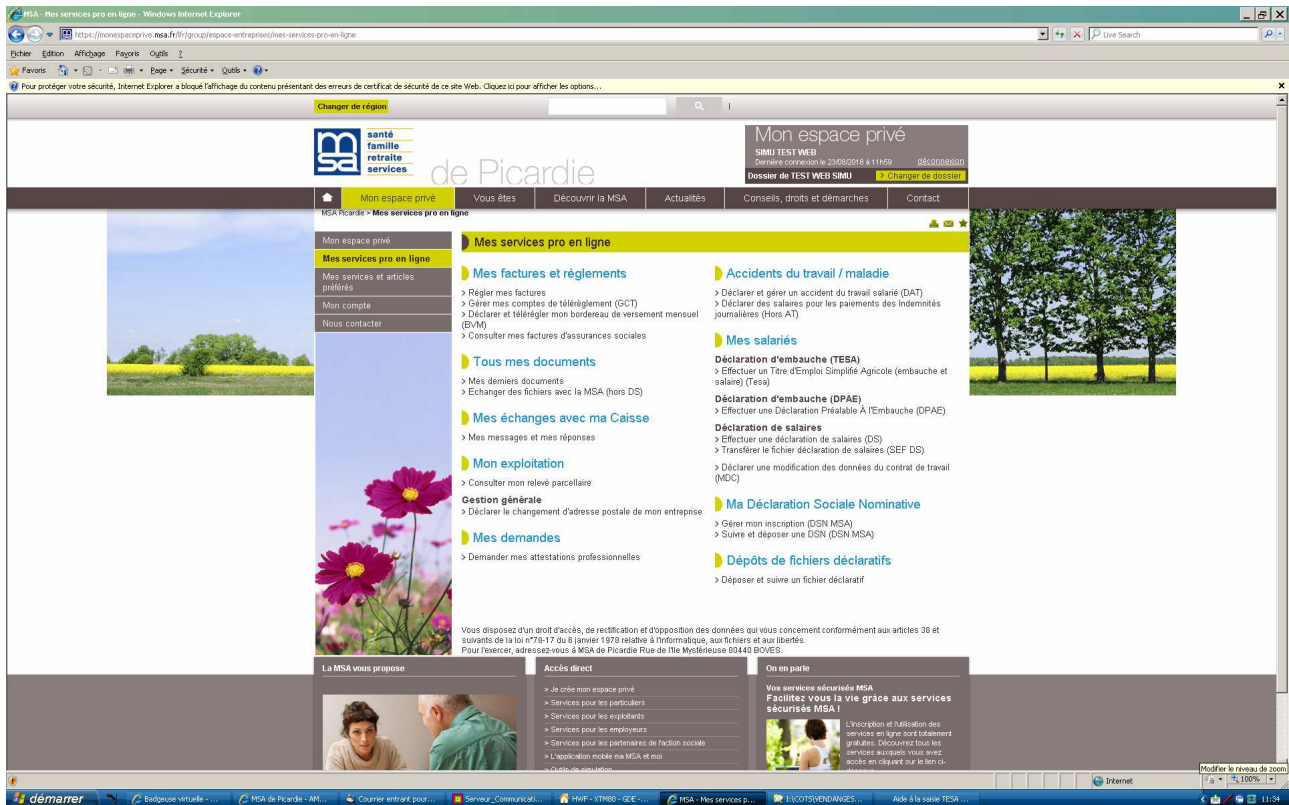 MSA - Mes services pro en ligne - Windows Internet Explorer
https://monespaceprive.msa.fr/lfr/group/espace-entreprises/mes-services-pro-en-ligne
Live Search
Fichier Edition Affichage Favoris Outils ?
Favoris Page Sécurité Outils
Pour protéger votre sécurité, Internet Explorer a bloqué l'affichage du contenu présentant des erreurs de certificat de sécurité de ce site Web. Cliquez ici pour afficher les options...
Changer de région
msa
santé
famille
retraite
services
de Picardie
Mon espace privé
SIMU TEST WEB
Dernière connexion le 23/08/2016 à 11h59 déconnexion
Dossier de TEST WEB SIMU > Changer de dossier
Mon espace privé Vous êtes Découvrir la MSA Actualités Conseils, droits et démarches Contact
MSA Picardie > Mes services pro en ligne
Mon espace privé
Mes services pro en ligne
Mes services et articles
préférés
Mon compte
Nous contacter
Mes services pro en ligne
Mes factures et règlements
> Régler mes factures
> Gérer mes comptes de télérèglement (GCT)
> Déclarer et télérégler mon bordereau de versement mensuel
(BVM)
> Consulter mes factures d'assurances sociales
Tous mes documents
> Mes derniers documents
> Echanger des fichiers avec la MSA (hors DS)
Mes échanges avec ma Caisse
> Mes messages et mes réponses
Mon exploitation
> Consulter mon relevé parcellaire
Gestion générale
> Déclarer le changement d'adresse postale de mon entreprise
Mes demandes
> Demander mes attestations professionnelles
Accidents du travail / maladie
> Déclarer et gérer un accident du travail salarié (DAT)
> Déclarer des salaires pour les paiements des Indemnités
journalières (Hors AT)
Mes salariés
Déclaration d'embauche (TESA)
> Effectuer un Titre d'Emploi Simplifié Agricole (embauche et
salaire) (Tesa)
Déclaration d'embauche (DPAE)
> Effectuer une Déclaration Préalable À l'Embauche (DPAE)
Déclaration de salaires
> Effectuer une déclaration de salaires (DS)
> Transférer le fichier déclaration de salaires (SEF DS)
> Déclarer une modification des données du contrat de travail
(MDC)
Ma Déclaration Sociale Nominative
> Gérer mon inscription (DSN MSA)
> Suivre et déposer une DSN (DSN MSA)
Dépôts de fichiers déclaratifs
> Déposer et suivre un fichier déclaratif
Vous disposez d'un droit d'accès, de rectification et d'opposition des données qui vous concernent conformément aux articles 38 et
suivants de la loi n°78-17 du 6 janvier 1978 relative à l'informatique, aux fichiers et aux libertés.
Pour l'exercer, adressez-vous à MSA de Picardie Rue de l'Ile Mystérieuse 80440 BOVES.
La MSA vous propose
Accès direct
> Je crée mon espace privé
> Services pour les particuliers
> Services pour les exploitants
> Services pour les employeurs
> Services pour les partenaires de l'action sociale
> L'application mobile ma MSA et moi
> Outils de simulation
On en parle
Vos services sécurisés MSA
Facilitez vous la vie grâce aux services
sécurisés MSA !
L'inscription et l'utilisation des
services en ligne sont totalement
gratuites. Découvrez tous les
services auxquels vous avez
accès en cliquant sur le lien ci-
Modifier le niveau de zoom
Internet 100%
démarrer Badgeuse virtuelle - ... MSA de Picardie - AM... Courrier entrant pour... Serveur_Communicati... HWF - XTM80 - GDE -... MSA - Mes services p... I:\COTS\VENDANGES... Aide à la saisie TESA ... 11:34